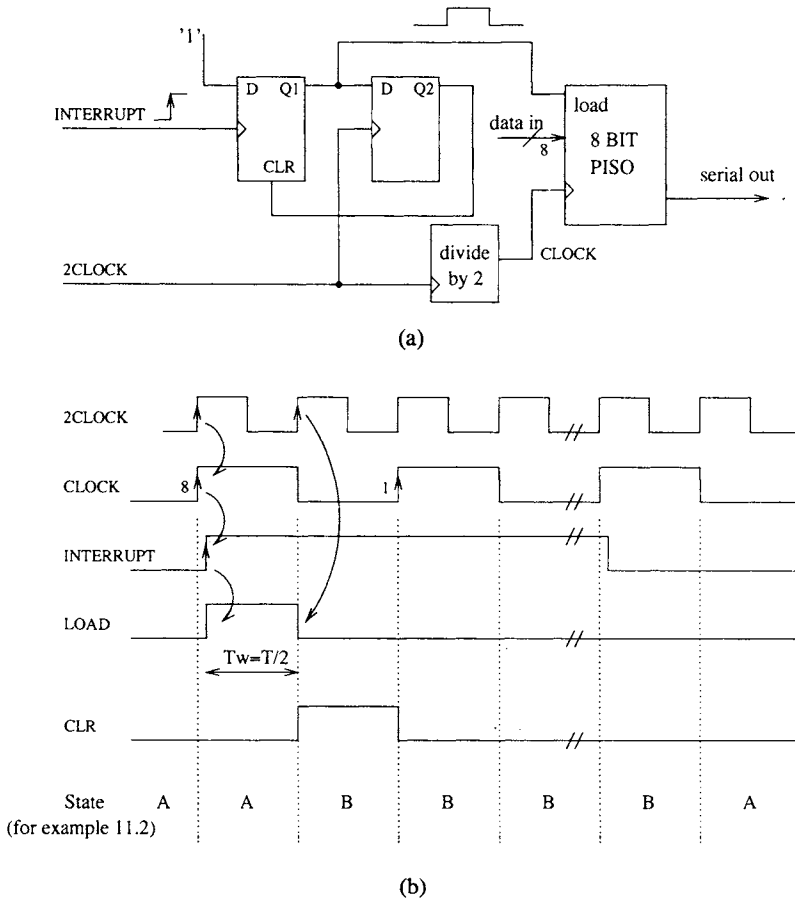 '1'
D Q1
D Q2
load
INTERRUPT
data in
8
8 BIT
PISO
CLR
serial out
divide
by 2
CLOCK
2CLOCK
(a)
2CLOCK
CLOCK
8
1
INTERRUPT
LOAD
Tw=T/2
CLR
State A A B B B B A
(for example 11.2)
(b)